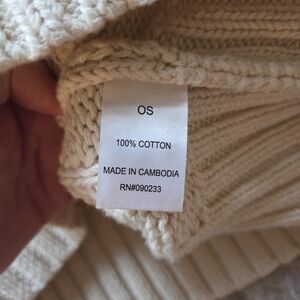 OS
100% COTTON
MADE IN CAMBODIA
RN#090233